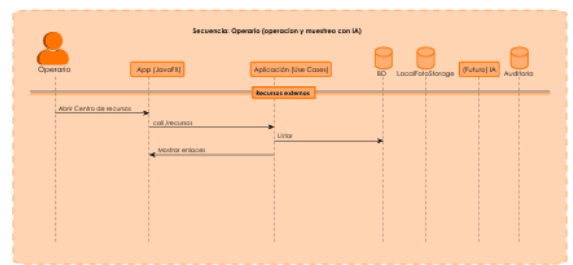 Secuencia: Operario (operacion y muestreo con IA)
Operario
App (JavaFX)
Aplicación (Use Cases)
BD
LocalFotoStorage
(Futuro) IA
Auditoria
Recursos externos
Abrir Centro de recursos
call /recursos
Listar
Mostrar enlaces